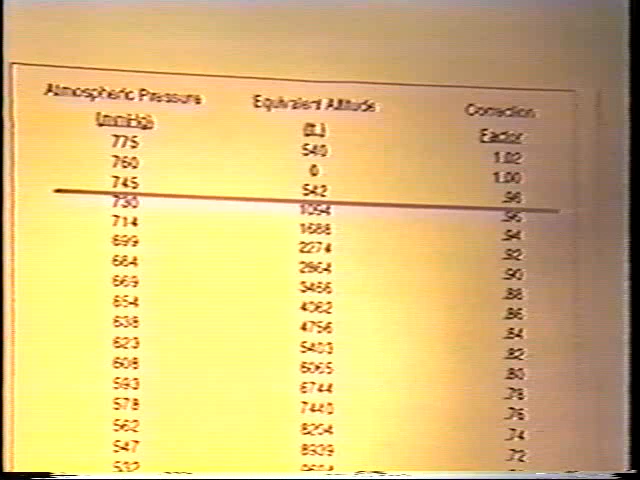 Atmospheric Pressure Equivalent Altitude Correction
(mmHg) (ft.) Factor
775 540 1.02
760 0 1.00
745 542 .98
730 1094 .96
714 1688 .94
699 2274 .92
684 2864 .90
669 3466 .88
654 4082 .86
638 4756 .84
623 5403 .82
608 6065 .80
593 6744 .78
578 7440 .76
562 8204 .74
547 8939 .72
532